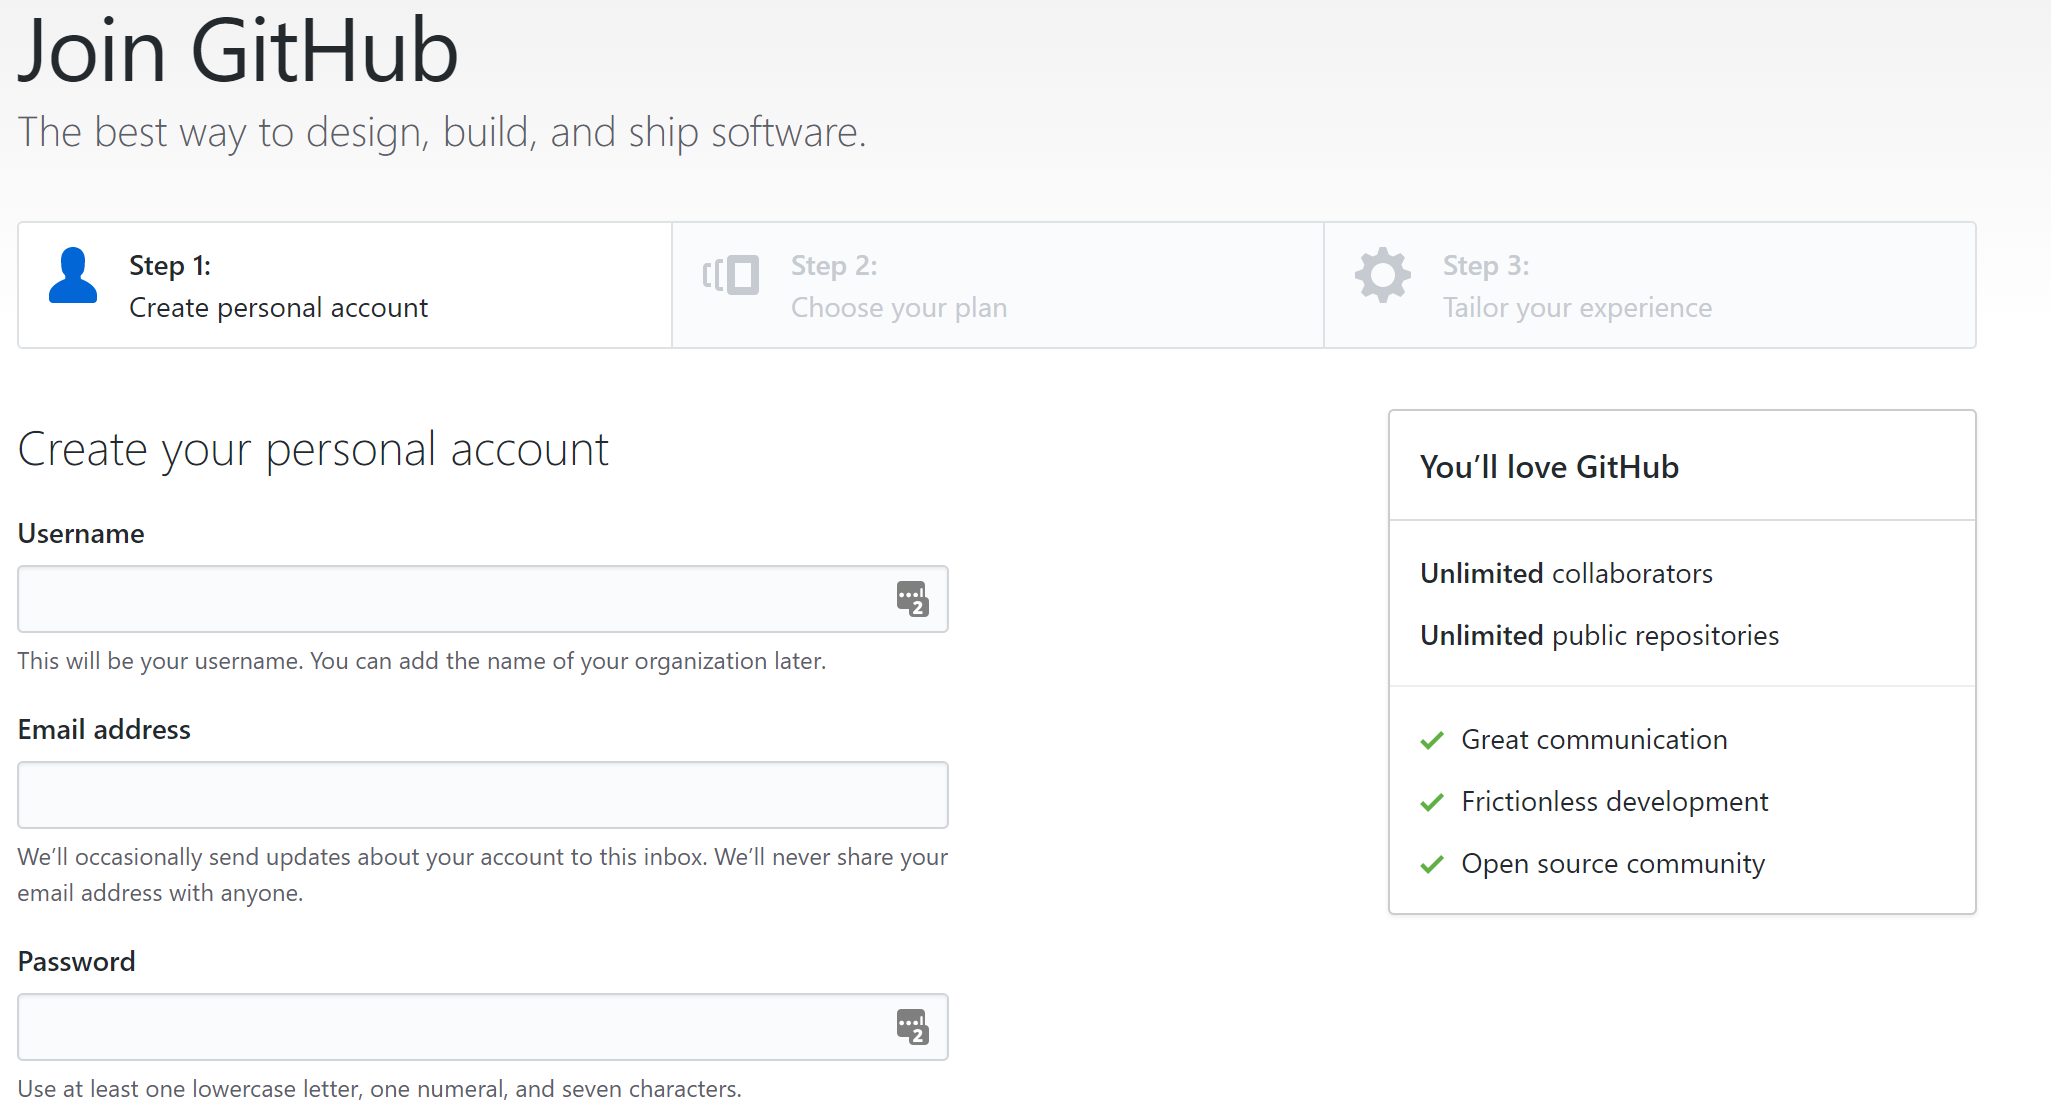 Join GitHub
The best way to design, build, and ship software.
Step 1:
Create personal account
Step 2:
Choose your plan
Step 3:
Tailor your experience
Create your personal account
Username
2
This will be your username. You can add the name of your organization later.
Email address
We’ll occasionally send updates about your account to this inbox. We’ll never share your
email address with anyone.
Password
2
Use at least one lowercase letter, one numeral, and seven characters.
You’ll love GitHub
Unlimited collaborators
Unlimited public repositories
Great communication
Frictionless development
Open source community